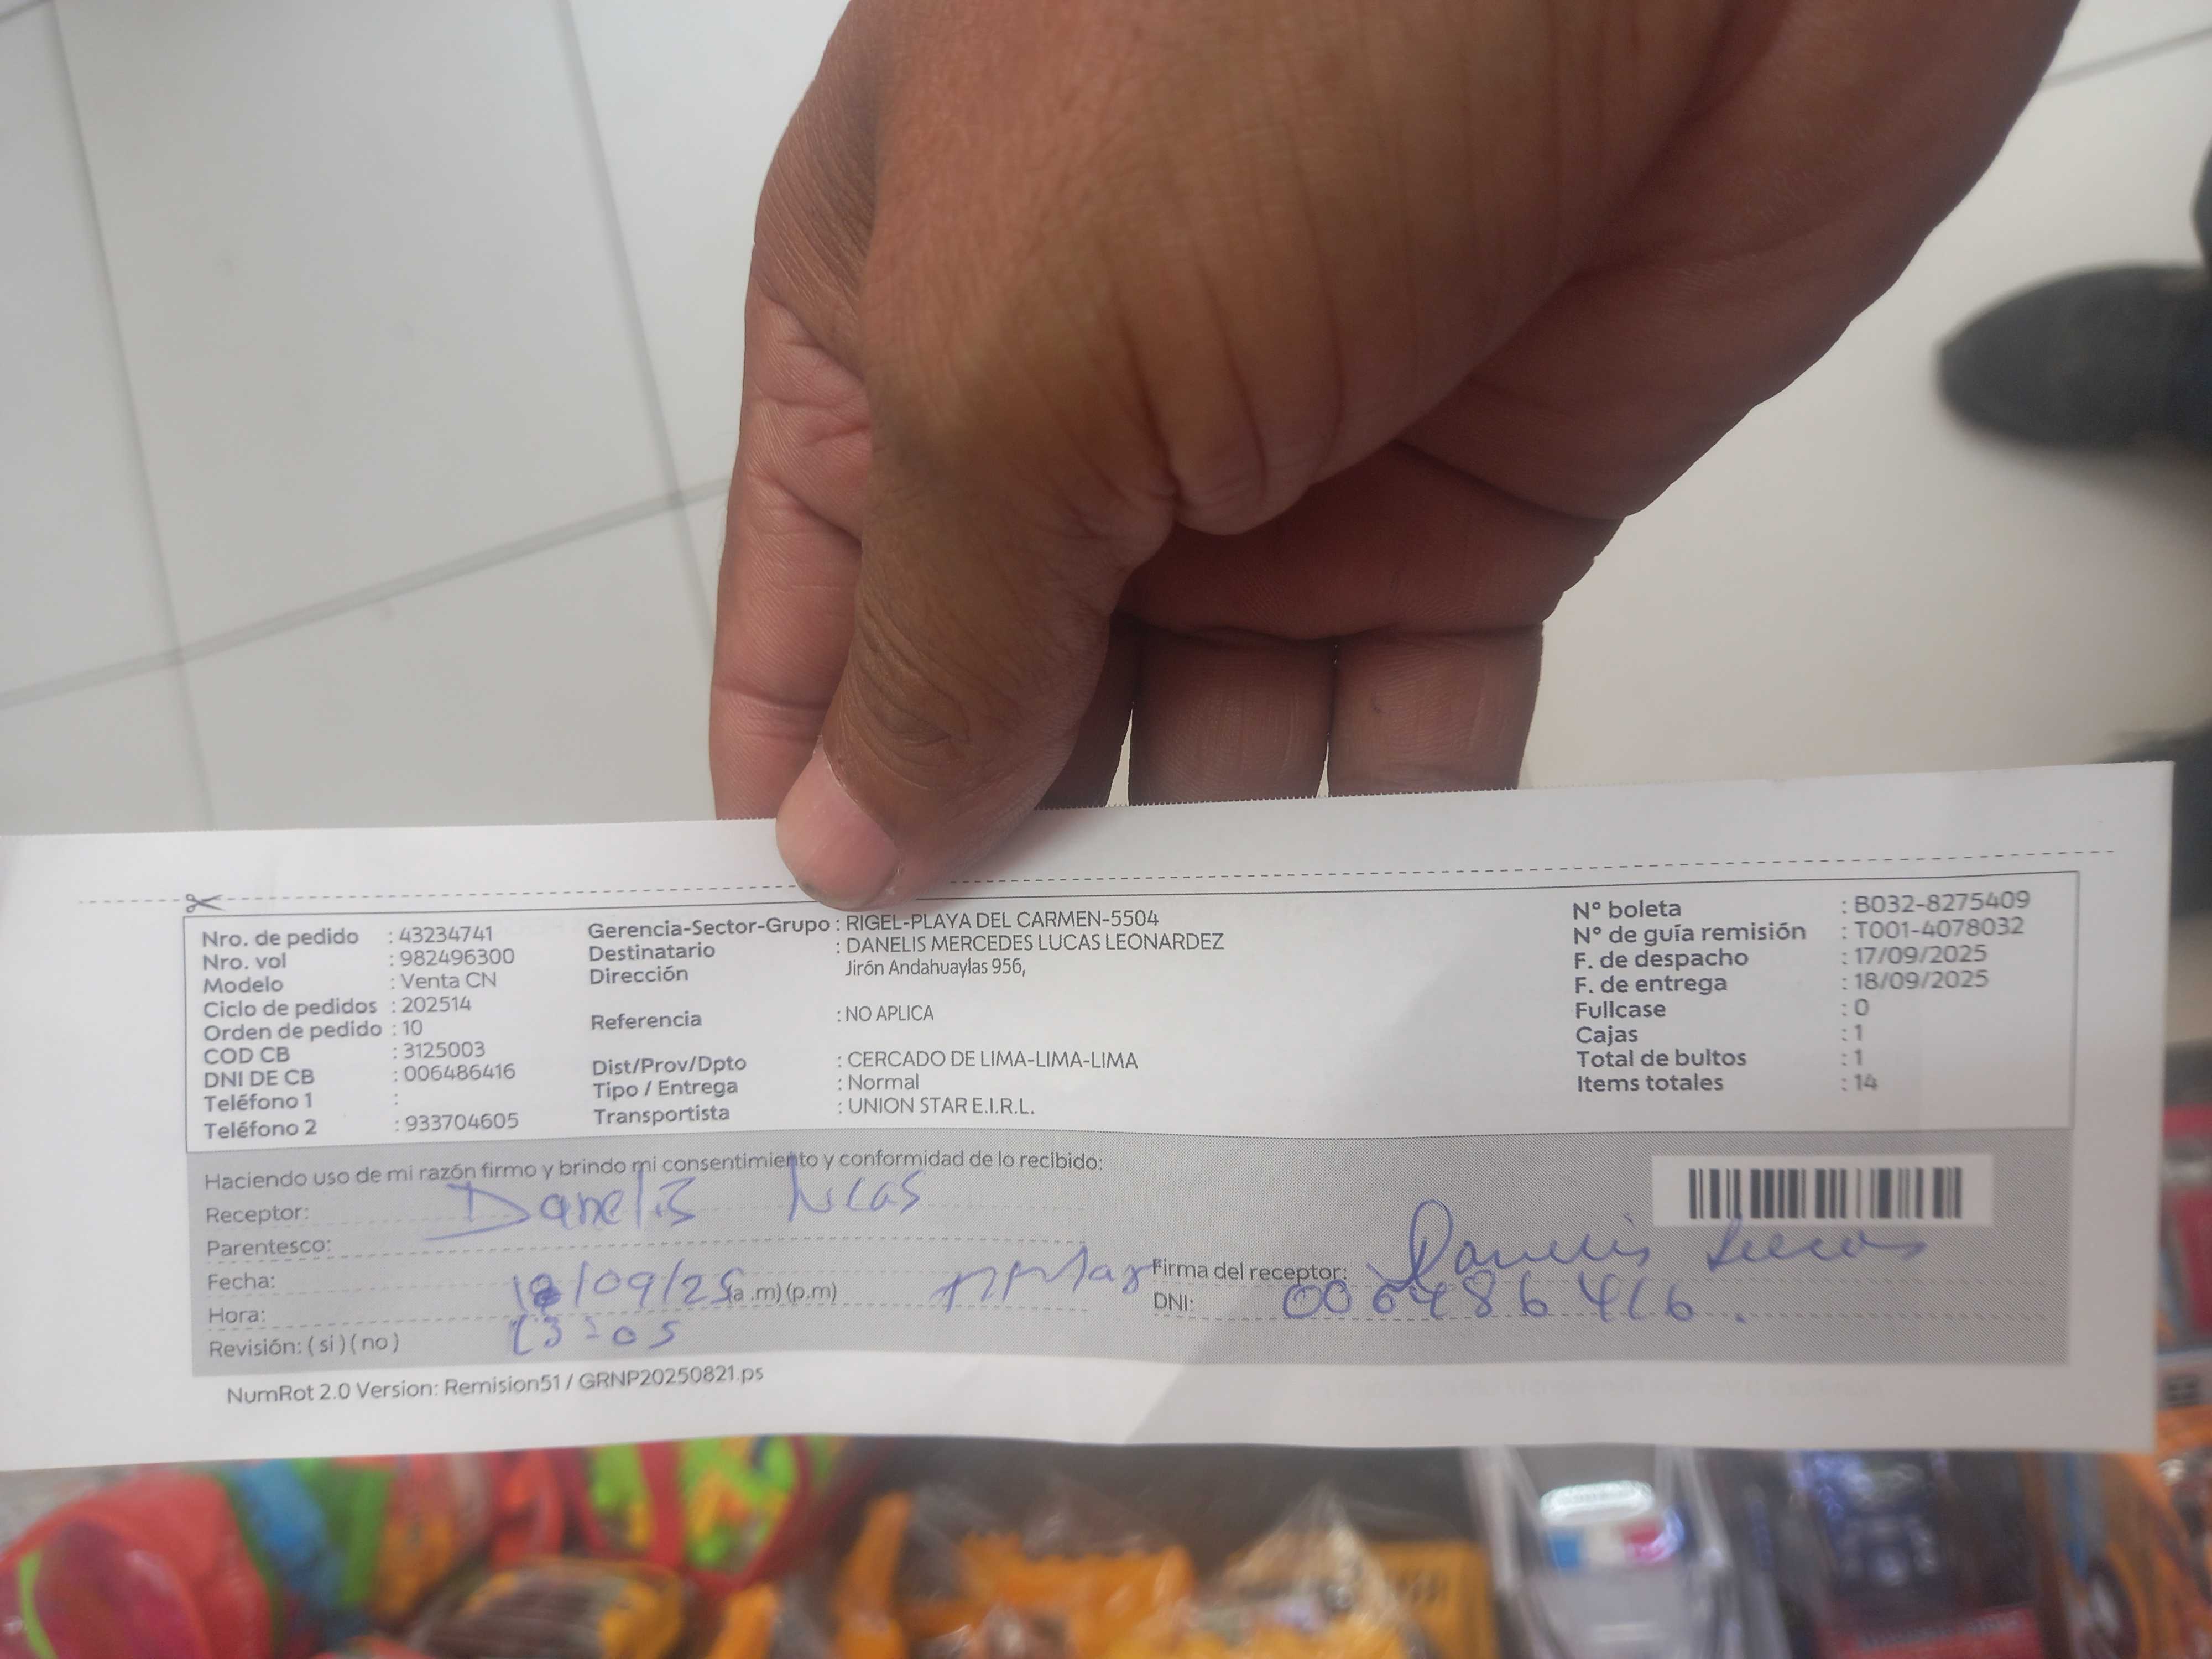 Nro. de pedido : 43234741
Nro. vol : 982496300
Modelo : Venta CN
Ciclo de pedidos : 202514
Orden de pedido : 10
COD CB : 3125003
DNI DE CB : 006486416
Teléfono 1 :
Teléfono 2 : 933704605
Gerencia-Sector-Grupo : RIGEL-PLAYA DEL CARMEN-5504
Destinatario : DANELIS MERCEDES LUCAS LEONARDEZ
Dirección Jirón Andahuaylas 956,
Referencia : NO APLICA
Dist/Prov/Dpto : CERCADO DE LIMA-LIMA-LIMA
Tipo / Entrega : Normal
Transportista : UNION STAR E.I.R.L.
N° boleta : B032-8275409
N° de guía remisión : T001-4078032
F. de despacho : 17/09/2025
F. de entrega : 18/09/2025
Fullcase : 0
Cajas : 1
Total de bultos : 1
Items totales : 14
Haciendo uso de mi razón firmo y brindo mi consentimiento y conformidad de lo recibido:
Receptor: Danelis Lucas
Parentesco:
Fecha: 18/09/25
Hora: 13:05 (a .m) (p.m)
Revisión: ( si ) ( no )
Firma del receptor: Danelis Lucas
DNI: 006486416.
NumRot 2.0 Version: Remision51 / GRNP20250821.ps